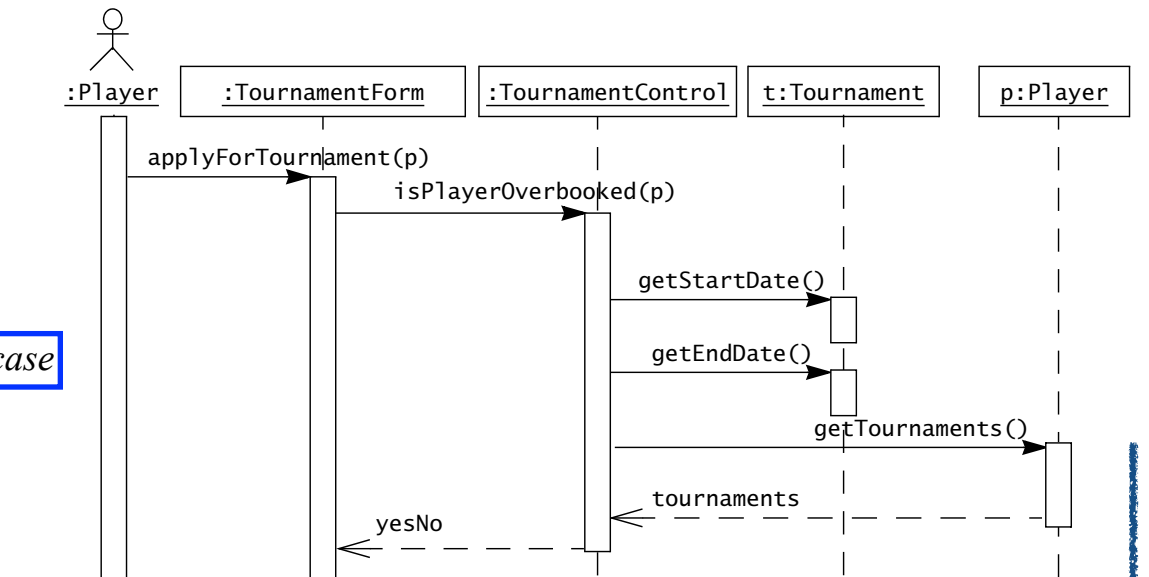 :Player
:TournamentForm
:TournamentControl
t:Tournament
p:Player
applyForTournament(p)
isPlayerOverbooked(p)
getStartDate()
getEndDate()
case
getTournaments()
tournaments
yesNo